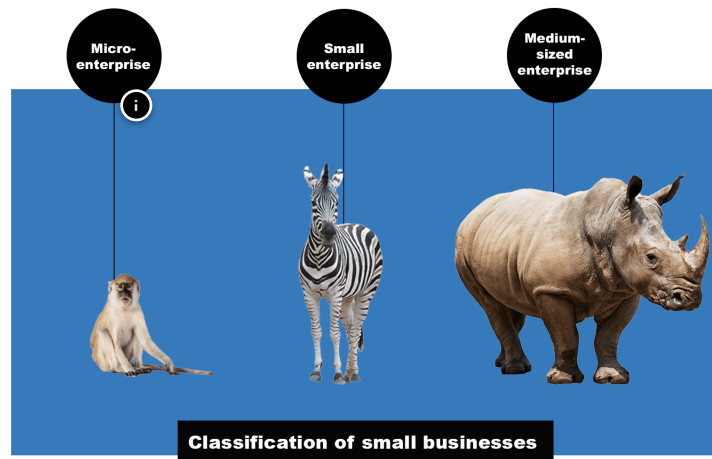 Micro-
enterprise
i
Small
enterprise
Medium-
sized
enterprise
Classification of small businesses